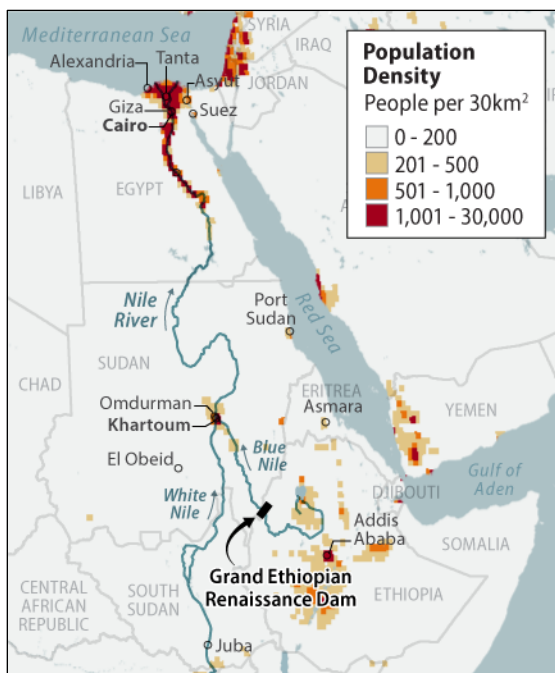 SYRIA
Mediterranean Sea
IRAQ
Alexandria
Tanta
Asyut
JORDAN
Giza
Suez
Cairo
LIBYA
EGYPT
Population
Density
People per 30km²
0 - 200
201 - 500
501 - 1,000
1,001 - 30,000
Nile
River
Port
Sudan
Red Sea
SUDAN
CHAD
ERITREA
Asmara
YEMEN
Omdurman
Khartoum
El Obeid
Blue
Nile
White
Nile
DJIBOUTI
Gulf of
Aden
Addis
Ababa
SOMALIA
Grand Ethiopian
Renaissance Dam
ETHIOPIA
CENTRAL
AFRICAN
REPUBLIC
SOUTH
SUDAN
Juba